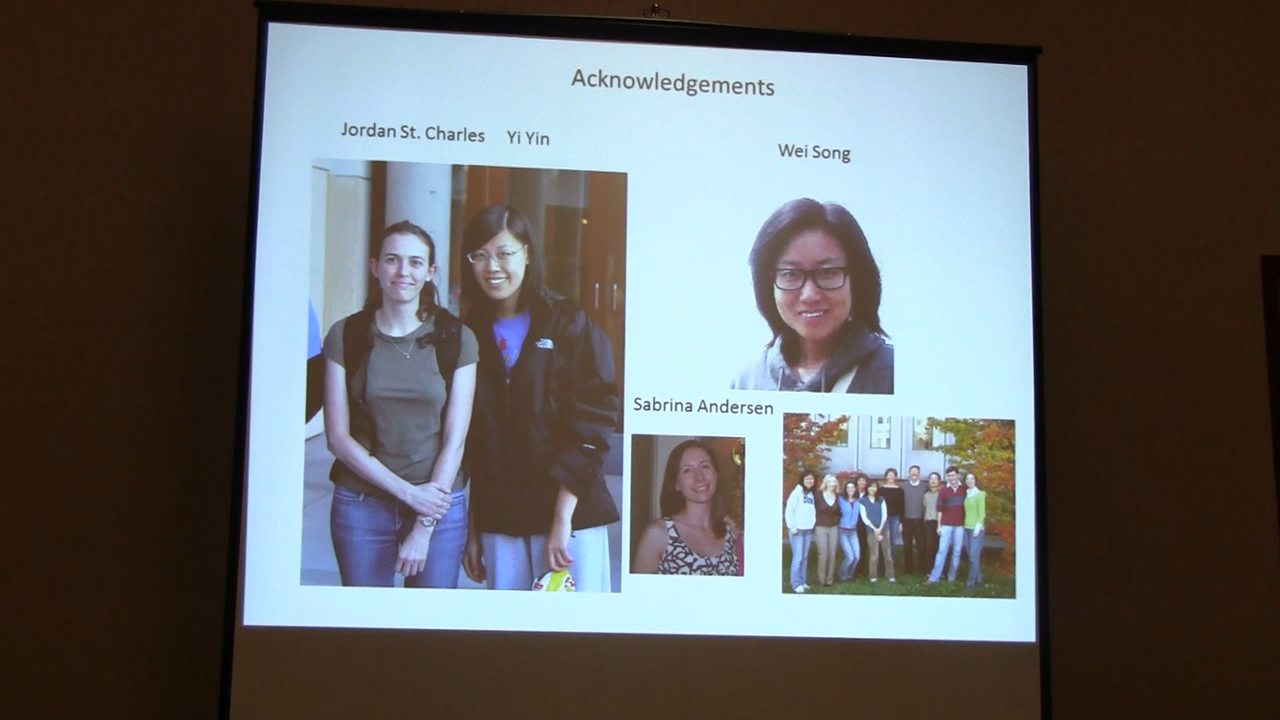 Acknowledgements
Jordan St. Charles Yi Yin
Wei Song
Sabrina Andersen